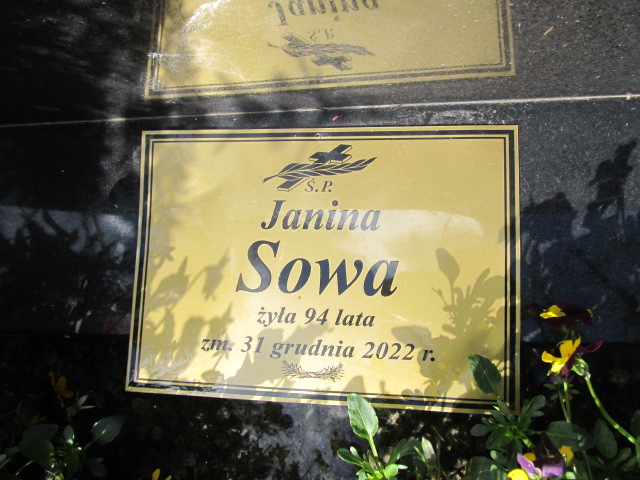 Ś.P.
Janina
Sowa
żyła 94 lata
zm. 31 grudnia 2022 r.